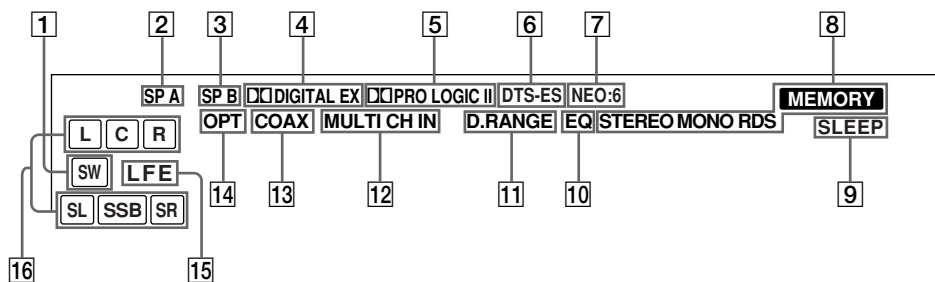 1 2 3 4 5 6 7 8
SP A SP B DIGITAL EX PRO LOGIC II DTS-ES NEO:6 MEMORY
OPT COAX MULTI CH IN D.RANGE EQ STEREO MONO RDS SLEEP
L C R
SW LFE 14 13 12 11 10 9
SL SSB SR
16 15